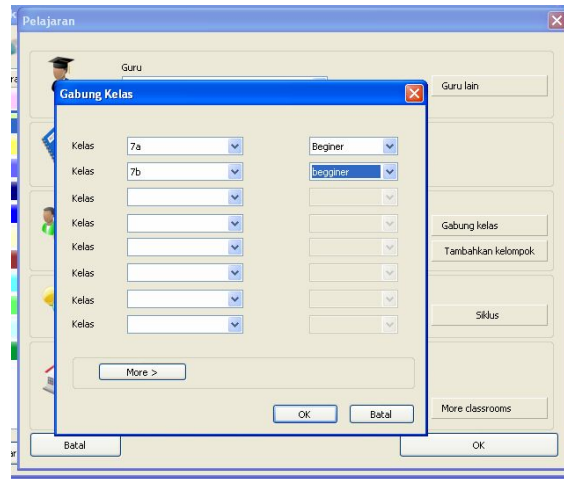 Pelajaran
Guru
Guru lain
Gabung Kelas
Kelas 7a Beginer
Kelas 7b begginer
Kelas
Kelas
Kelas
Kelas
Kelas
Kelas
Gabung kelas
Tambahkan kelompok
Siklus
More >
OK Batal
More classrooms
Batal OK